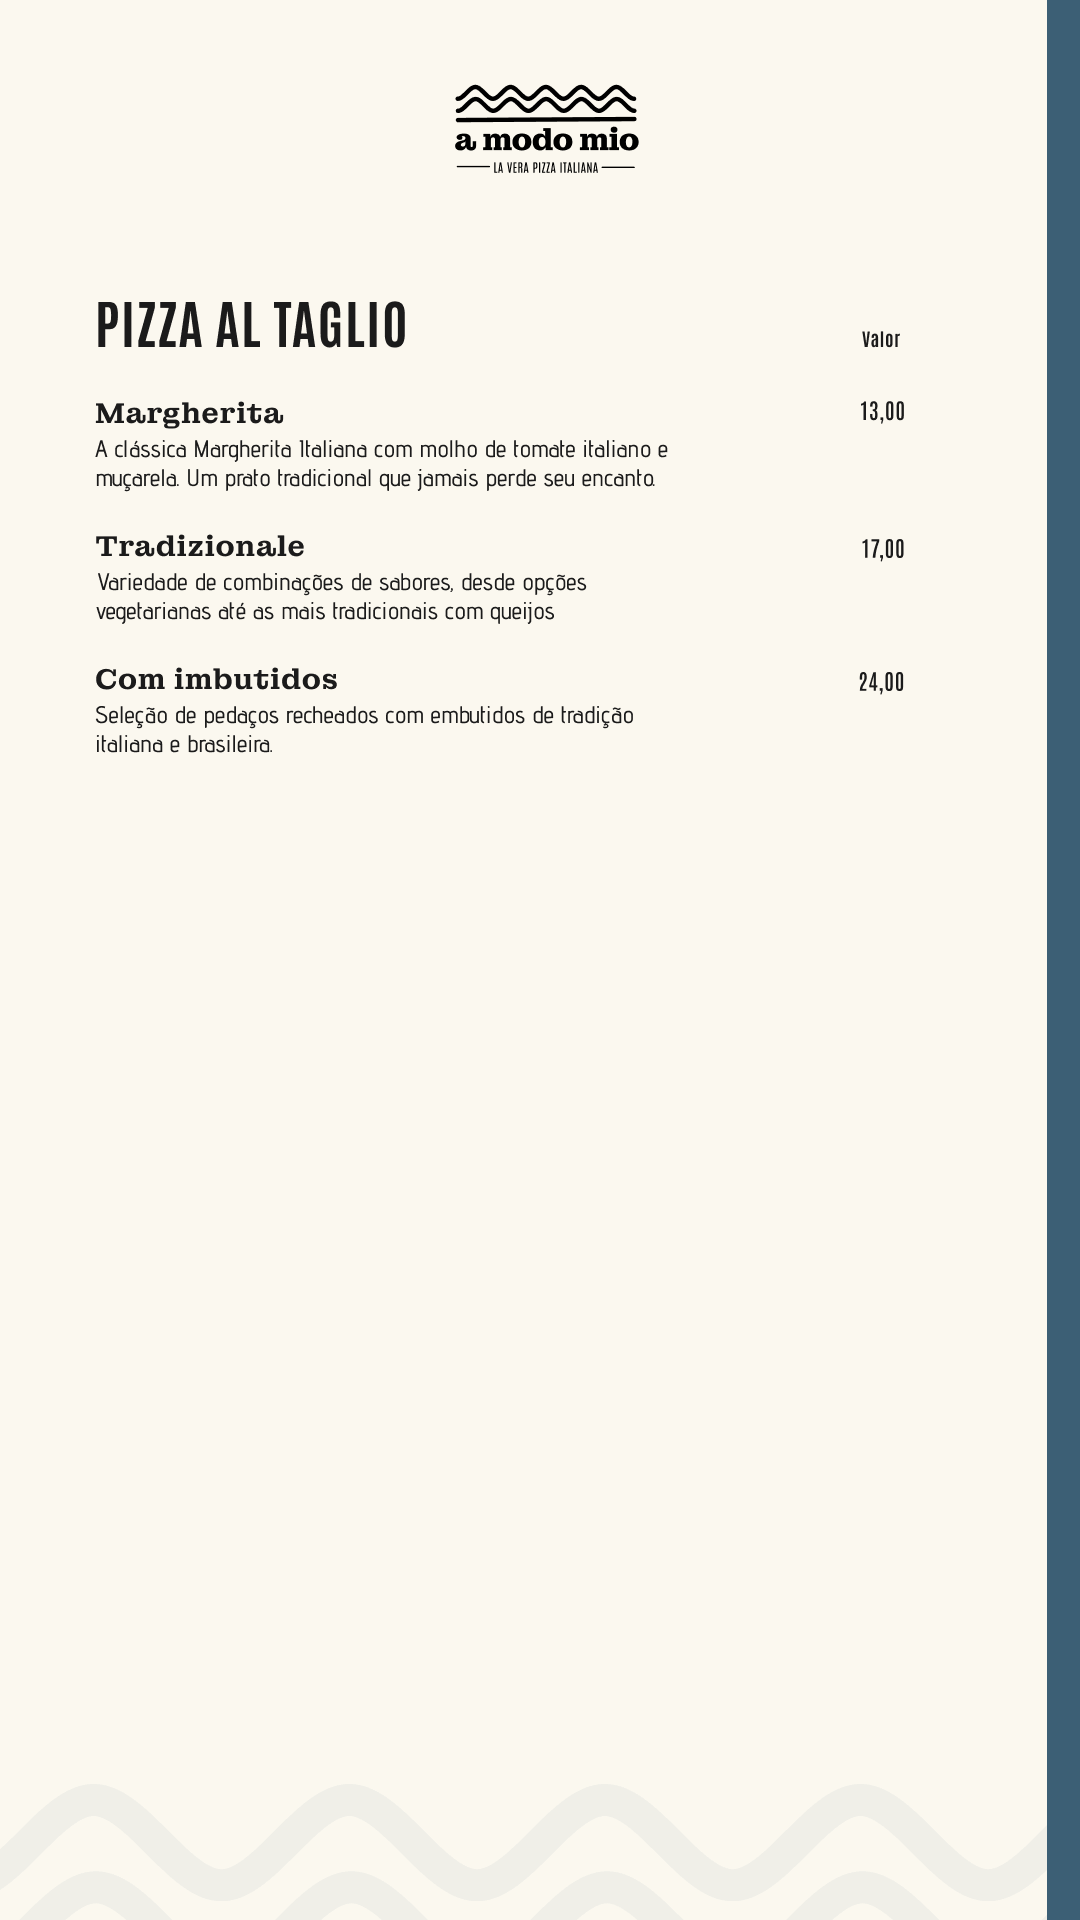 a modo mio
LA VERA PIZZA ITALIANA
PIZZA AL TAGLIO
Valor
Margherita
13,00
A clássica Margherita Italiana com molho de tomate italiano e
muçarela. Um prato tradicional que jamais perde seu encanto.
Tradizionale
17,00
Variedade de combinações de sabores, desde opções
vegetarianas até as mais tradicionais com queijos
Com imbutidos
24,00
Seleção de pedaços recheados com embutidos de tradição
italiana e brasileira.